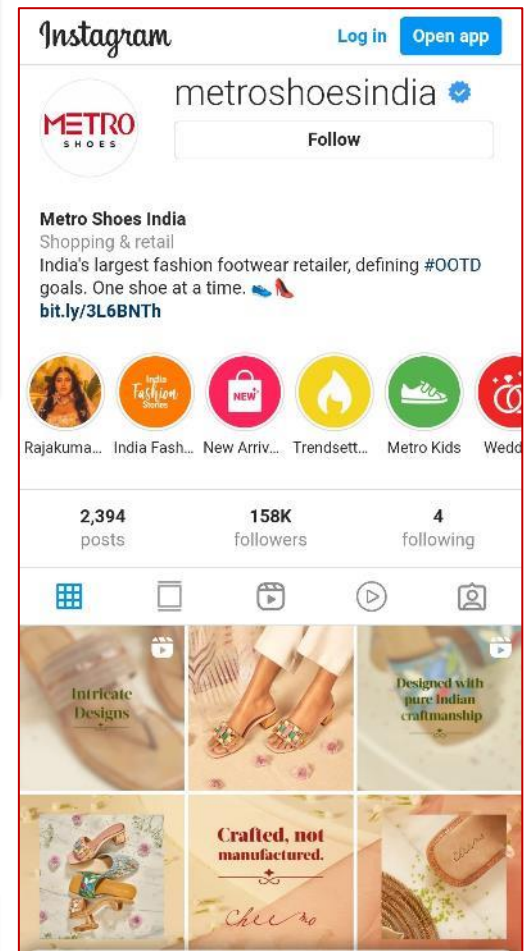 Instagram
Log in
Open app
metroshoesindia
METRO
SHOES
Follow
Metro Shoes India
Shopping & retail
India's largest fashion footwear retailer, defining #OOTD
goals. One shoe at a time.
bit.ly/3L6BNTh
India
Fashion
Stories
NEW
Rajakuma... India Fash... New Arriv... Trendsett... Metro Kids Wedd
2,394 158K 4
posts followers following
Intricate
Designs
Designed with
pure Indian
craftmanship
Crafted, not
manufactured.
Cheemo